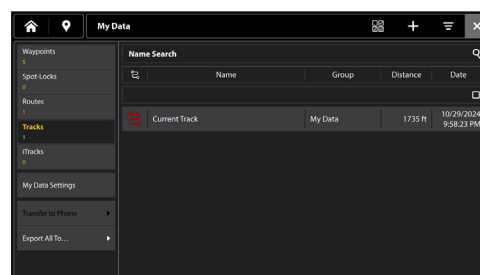 My Data
Waypoints
5
Spot-Locks
0
Routes
1
Tracks
1
iTracks
0
My Data Settings
Transfer to Phone
Export All To...
Name Search
Name Group Distance Date
Current Track My Data 1735 ft 10/29/2024
9:58:23 PM